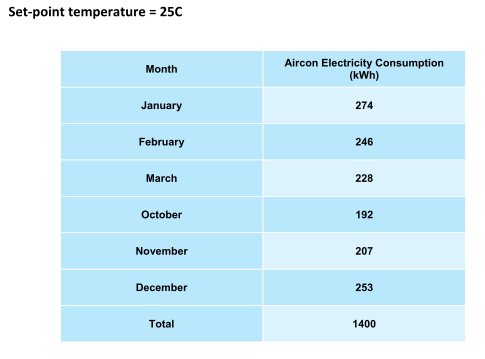 Set-point temperature = 25C
Month
Aircon Electricity Consumption
(kWh)
January 274
February 246
March 228
October 192
November 207
December 253
Total 1400